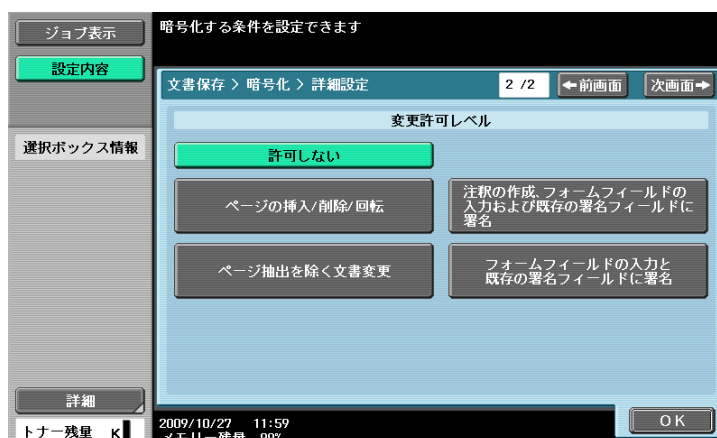 ジョブ表示
暗号化する条件を設定できます
設定内容
文書保存 > 暗号化 > 詳細設定
2 /2
←前画面
次画面→
変更許可レベル
選択ボックス情報
許可しない
ページの挿入/削除/回転
注釈の作成、フォームフィールドの
入力および既存の署名フィールドに
署名
ページ抽出を除く文書変更
フォームフィールドの入力と
既存の署名フィールドに署名
詳細
トナー残量 K
2009/10/27 11:59
メモリー残量 99%
OK